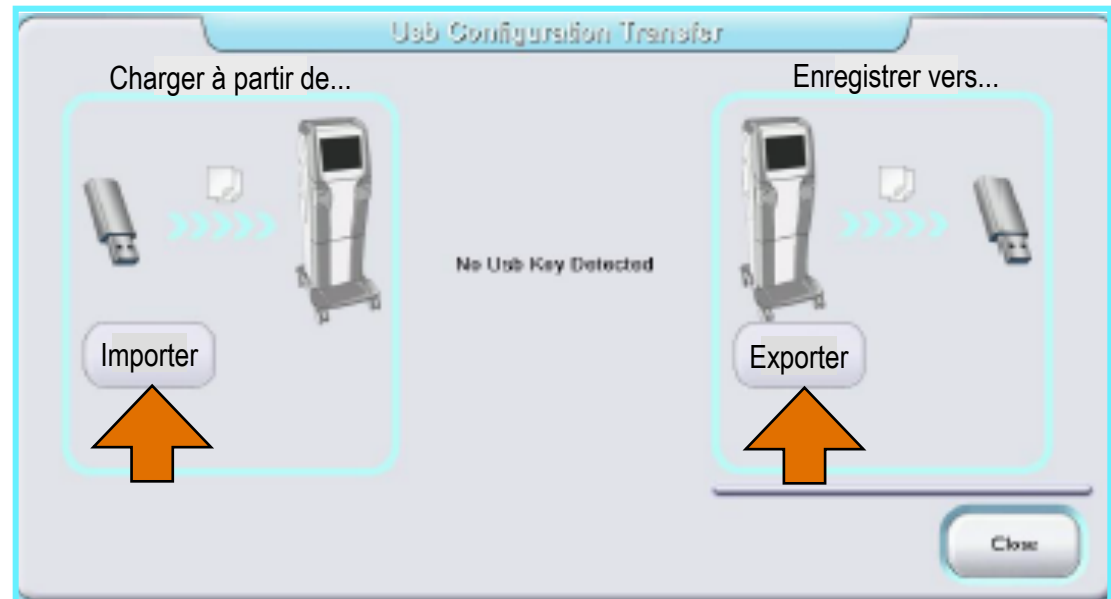 Usb Configuration Transfer
Charger à partir de...
Enregistrer vers...
No Usb Key Detected
Importer
Exporter
Close